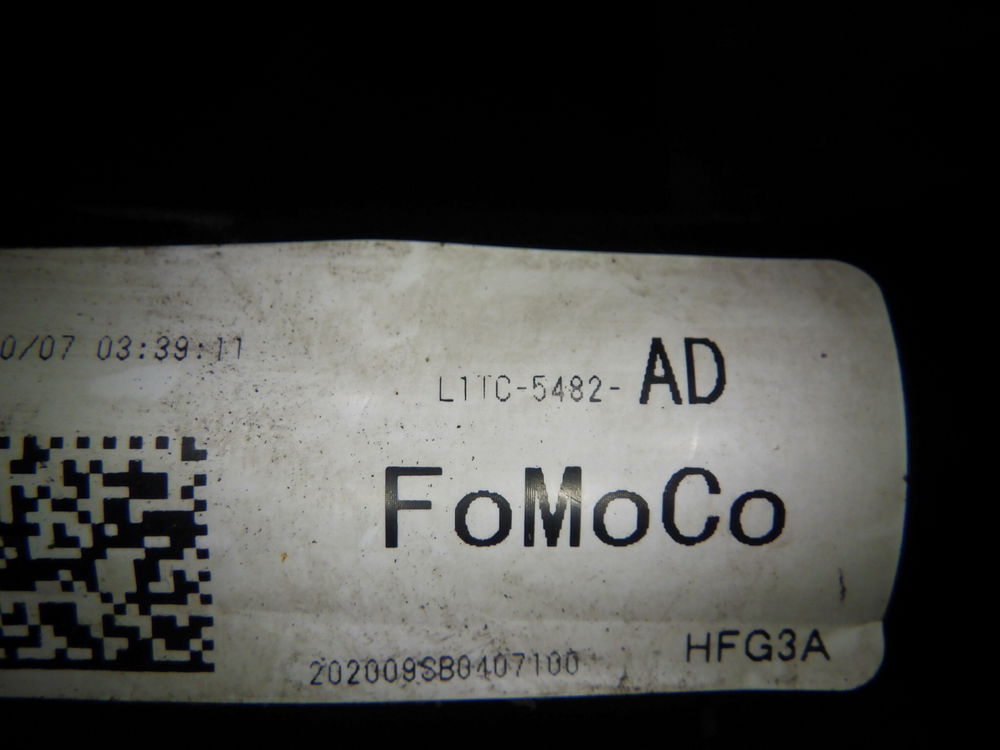 0/07 03:39:11
L1TC-5482-AD
FoMoCo
HFG3A
202009SB0407100